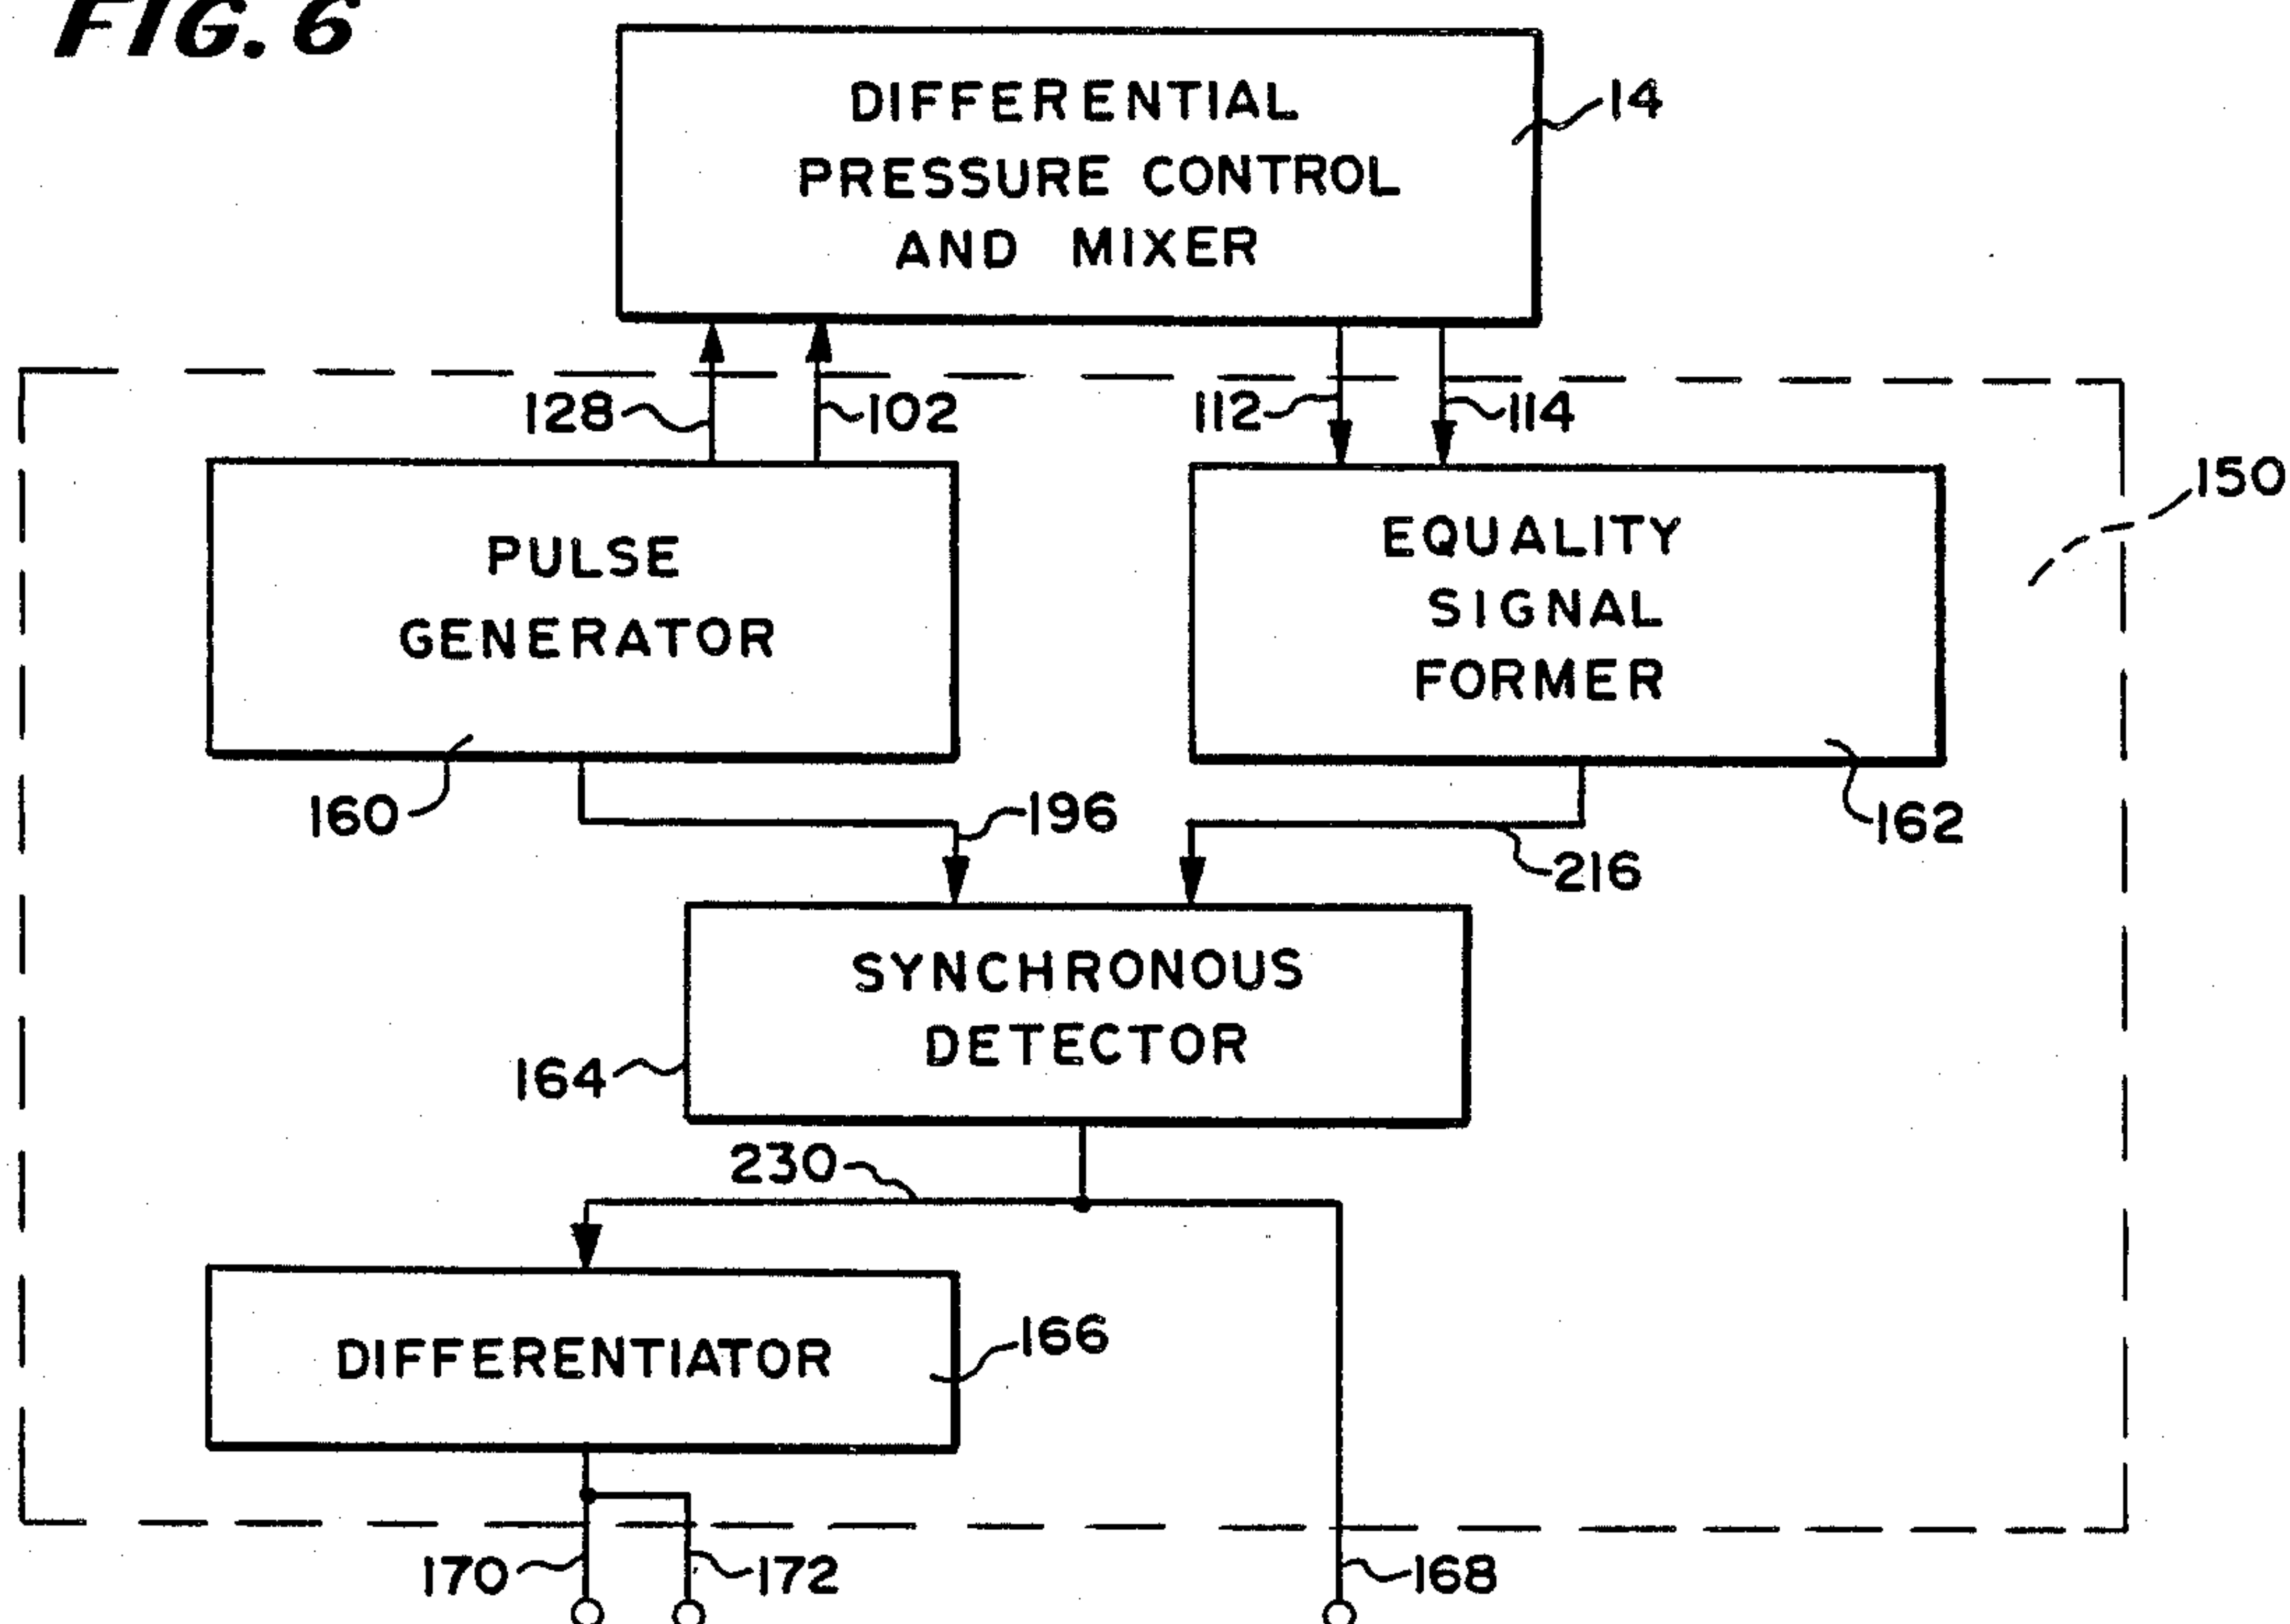 FIG. 6
DIFFERENTIAL
PRESSURE CONTROL
AND MIXER
14
128
102
112
114
150
PULSE
GENERATOR
EQUALITY
SIGNAL
FORMER
160
196
162
216
SYNCHRONOUS
DETECTOR
164
230
DIFFERENTIATOR
166
170
172
168